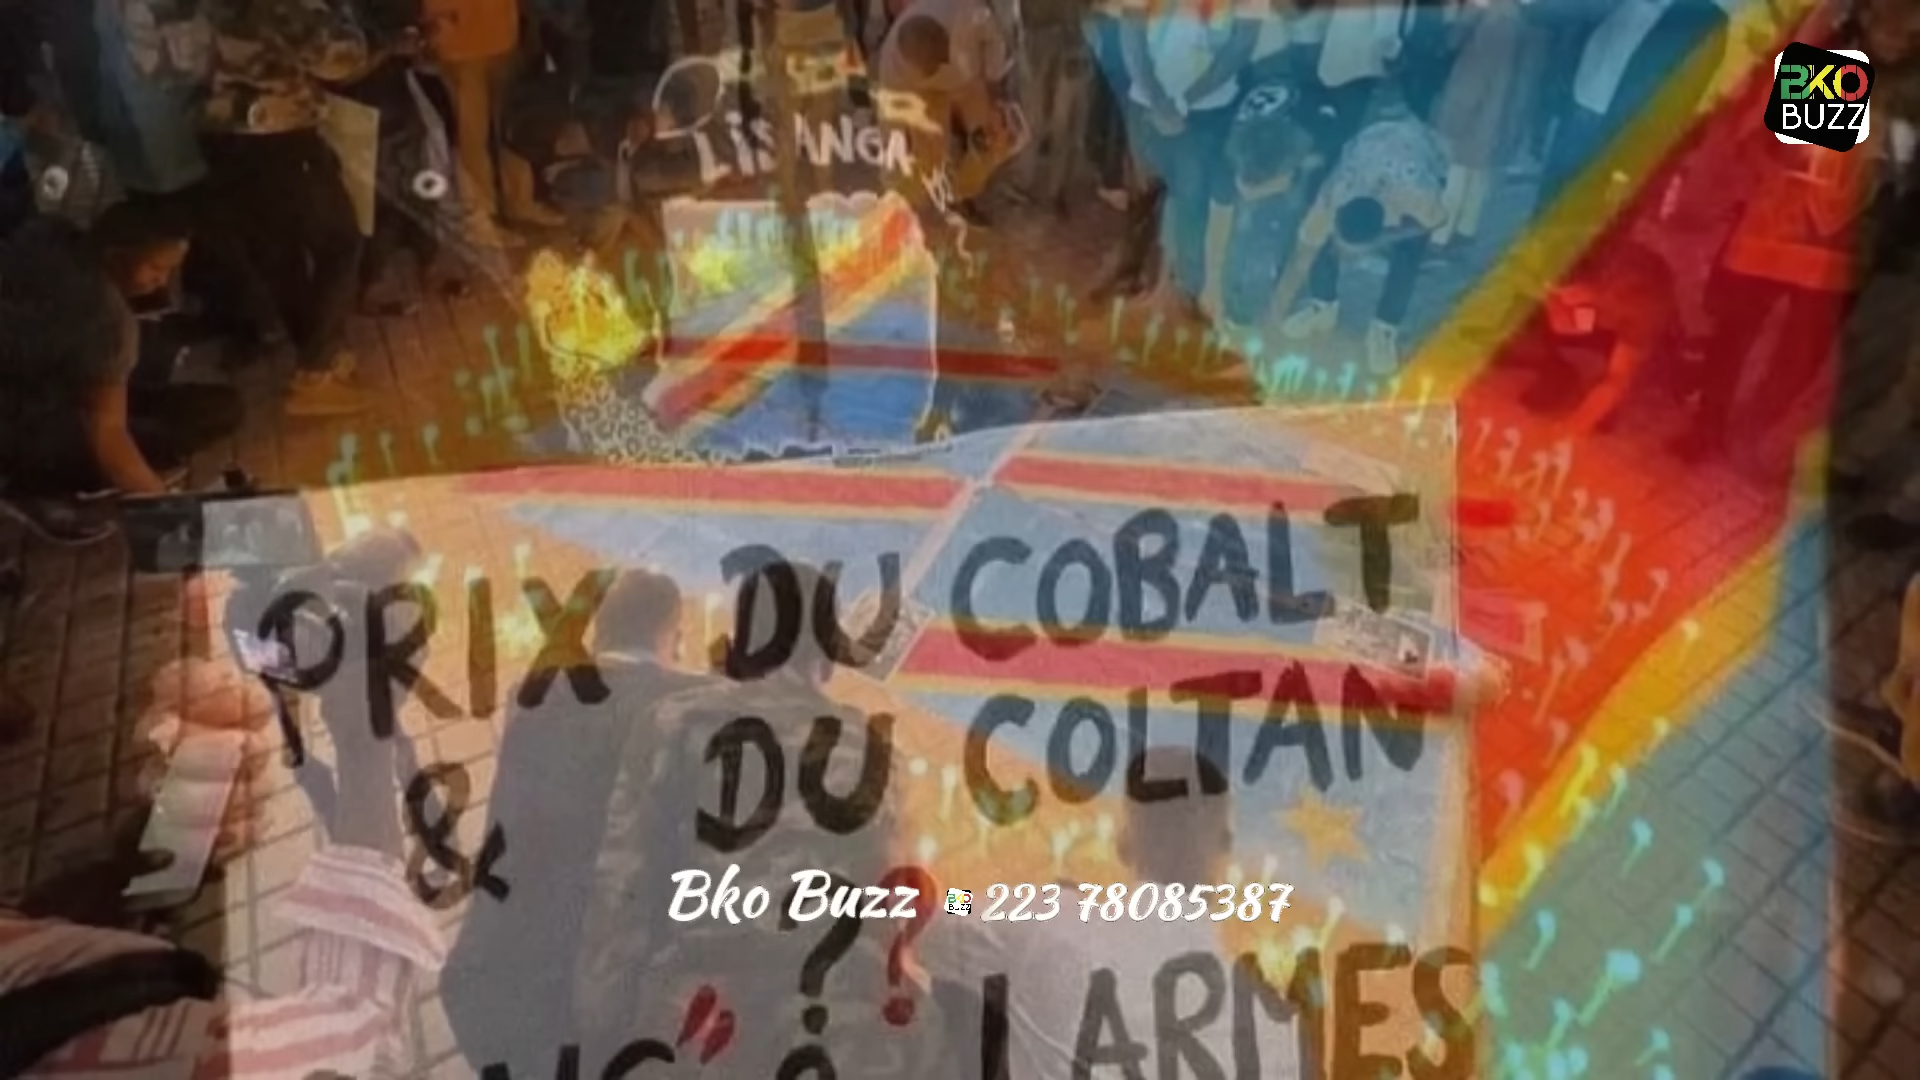 BKO
BUZZ
LISANGA
PRIX DU COBALT
& DU COLTAN
? ?
Bko Buzz 223 78085387
LARMES